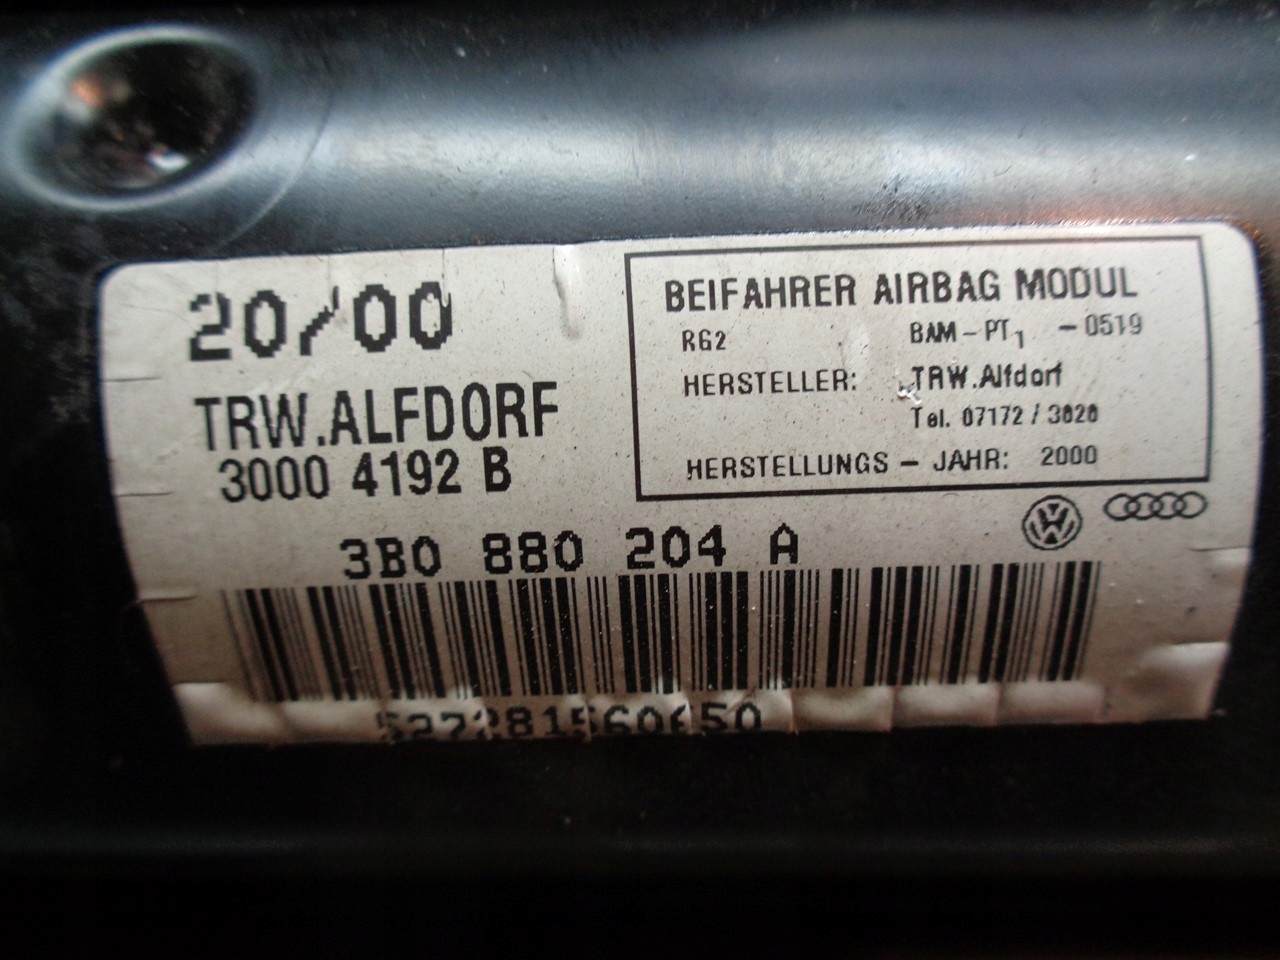 20/00
TRW.ALFDORF
3000 4192 B
BEIFAHRER AIRBAG MODUL
RG2 BAM-PT1 -0519
HERSTELLER: TRW.Alfdorf
Tel. 07172/3020
HERSTELLUNGS - JAHR: 2000
3B0 880 204 A